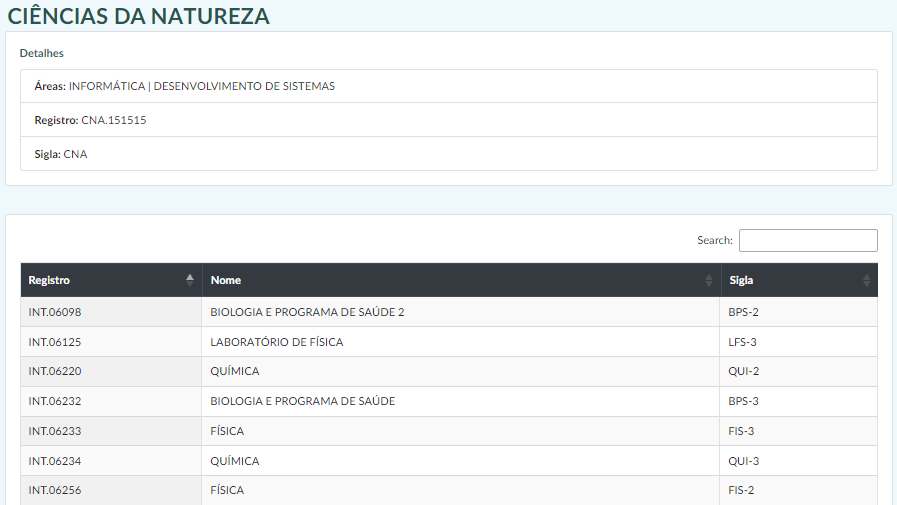 CIÊNCIAS DA NATUREZA
Detalhes
Áreas: INFORMÁTICA | DESENVOLVIMENTO DE SISTEMAS
Registro: CNA.151515
Sigla: CNA
Search:
Registro Nome Sigla
INT.06098 BIOLOGIA E PROGRAMA DE SAÚDE 2 BPS-2
INT.06125 LABORATÓRIO DE FÍSICA LFS-3
INT.06220 QUÍMICA QUI-2
INT.06232 BIOLOGIA E PROGRAMA DE SAÚDE BPS-3
INT.06233 FÍSICA FIS-3
INT.06234 QUÍMICA QUI-3
INT.06256 FÍSICA FIS-2